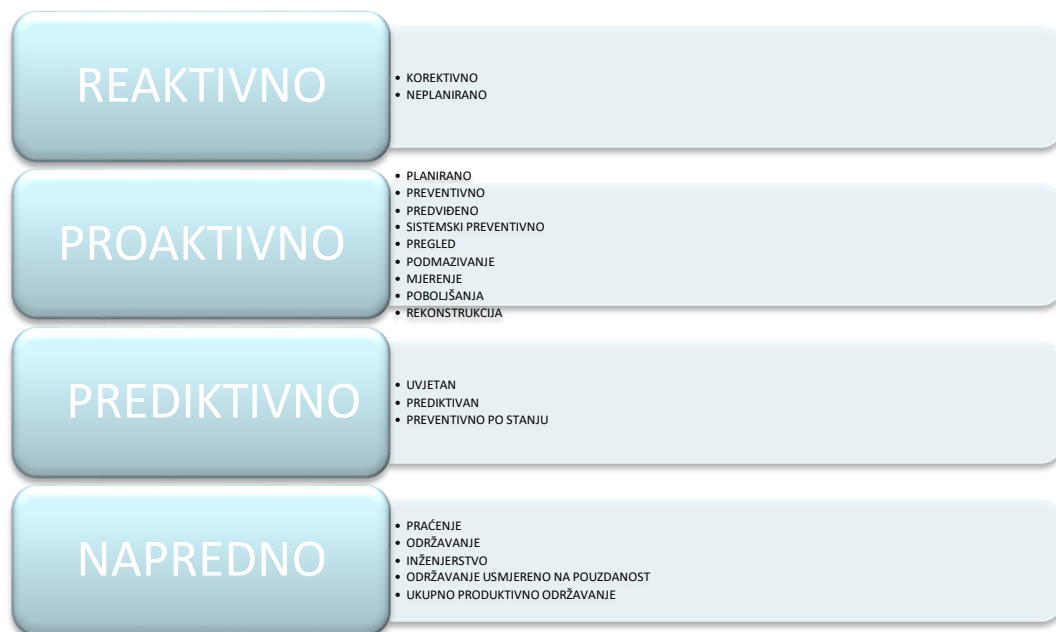 REAKTIVNO
• KOREKTIVNO
• NEPLANIRANO
PROAKTIVNO
• PLANIRANO
• PREVENTIVNO
• PREDVIĐENO
• SISTEMSKI PREVENTIVNO
• PREGLED
• PODMAZIVANJE
• MJERENJE
• POBOLJŠANJA
• REKONSTRUKCIJA
PREDIKTIVNO
• UVJETAN
• PREDIKTIVAN
• PREVENTIVNO PO STANJU
NAPREDNO
• PRAĆENJE
• ODRŽAVANJE
• INŽENJERSTVO
• ODRŽAVANJE USMJERENO NA POUZDANOST
• UKUPNO PRODUKTIVNO ODRŽAVANJE